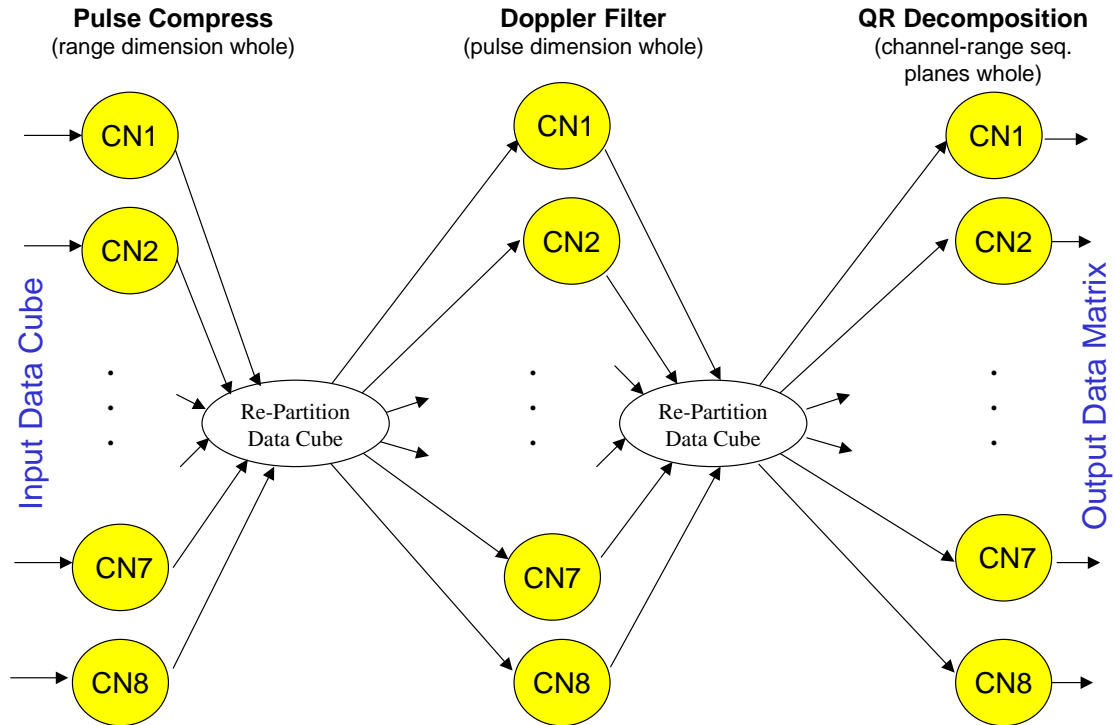 Pulse Compress
(range dimension whole)
Doppler Filter
(pulse dimension whole)
QR Decomposition
(channel-range seq.
planes whole)
Input Data Cube
CN1
CN2
CN7
CN8
Re-Partition
Data Cube
CN1
CN2
CN7
CN8
Re-Partition
Data Cube
CN1
CN2
CN7
CN8
Output Data Matrix